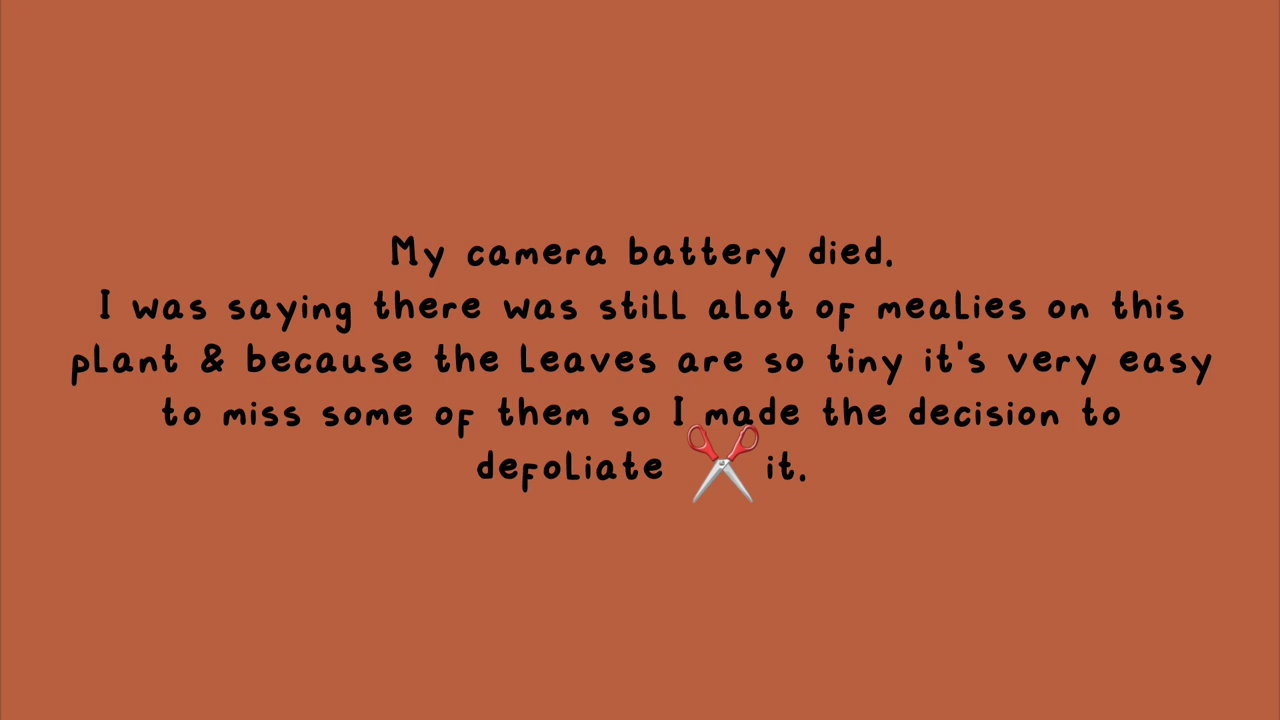 My camera battery died.
I was saying there was still alot of mealies on this
plant & because the leaves are so tiny it's very easy
to miss some of them so I made the decision to
defoliate ✂️ it.